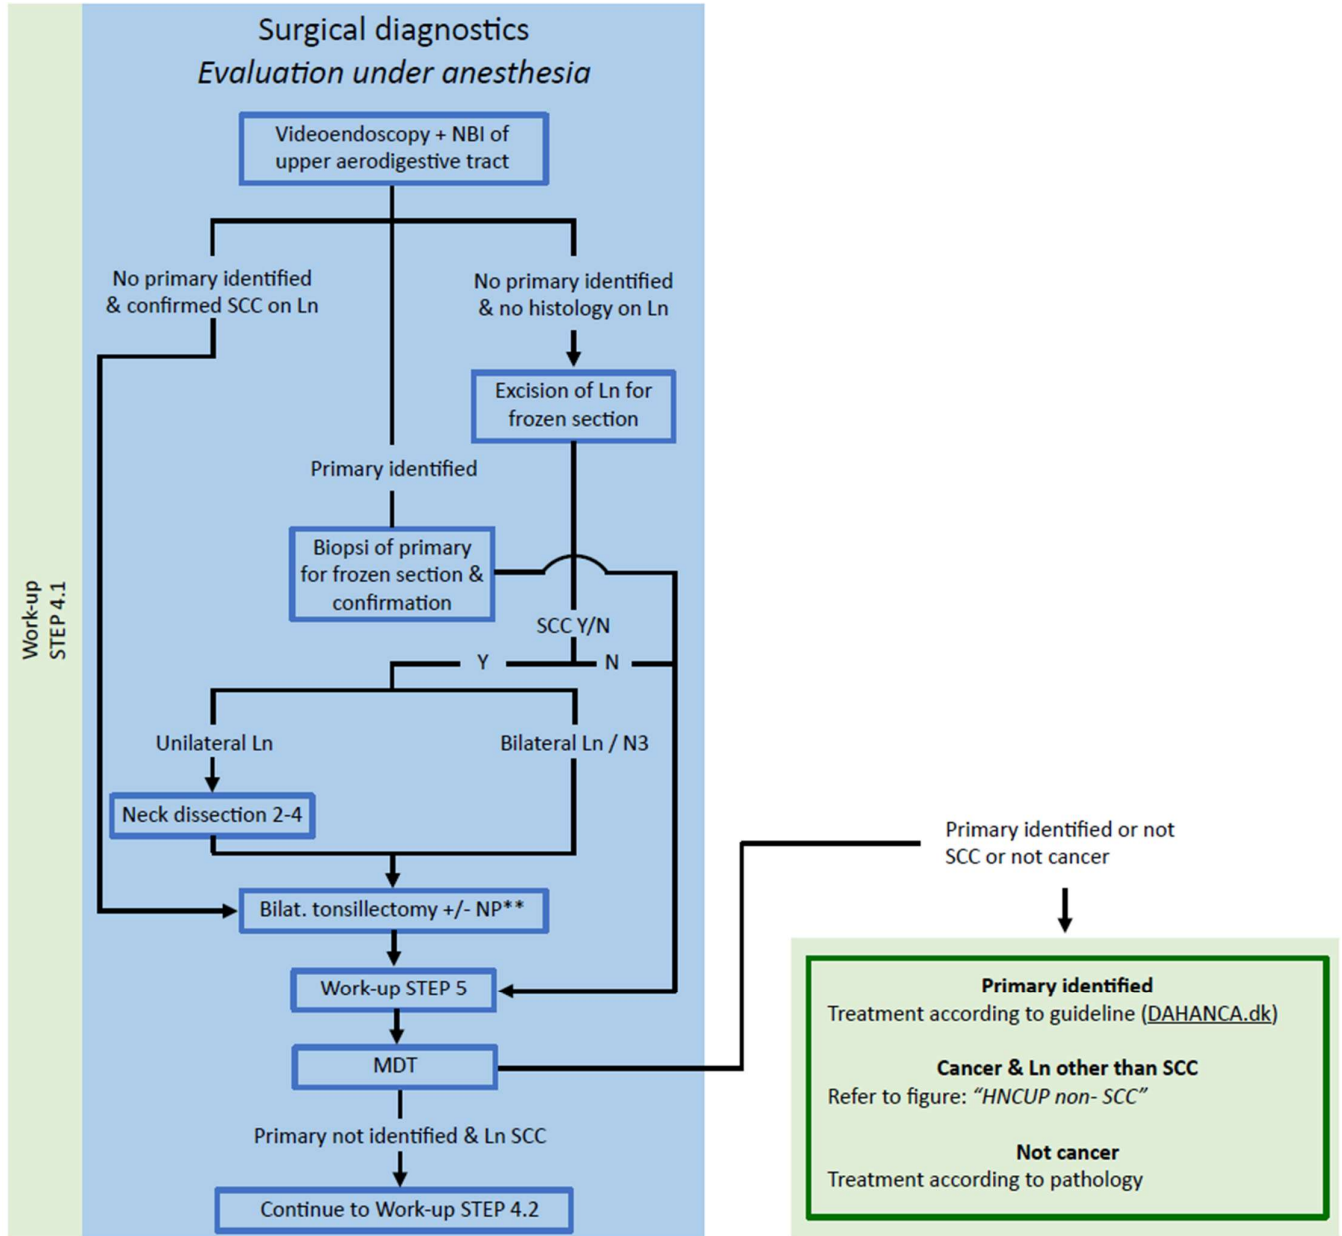 Surgical diagnostics
Evaluation under anesthesia
Videoendoscopy + NBI of
upper aerodigestive tract
No primary identified
& confirmed SCC on Ln
No primary identified
& no histology on Ln
Excision of Ln for
frozen section
Primary identified
Biopsi of primary
for frozen section &
confirmation
Work-up
STEP 4.1
SCC Y/N
Y
N
Unilateral Ln
Bilateral Ln / N3
Neck dissection 2-4
Bilat. tonsillectomy +/- NP**
Work-up STEP 5
MDT
Primary not identified & Ln SCC
Continue to Work-up STEP 4.2
Primary identified or not
SCC or not cancer
Primary identified
Treatment according to guideline (DAHANCA.dk)
Cancer & Ln other than SCC
Refer to figure: “HNCUP non- SCC”
Not cancer
Treatment according to pathology